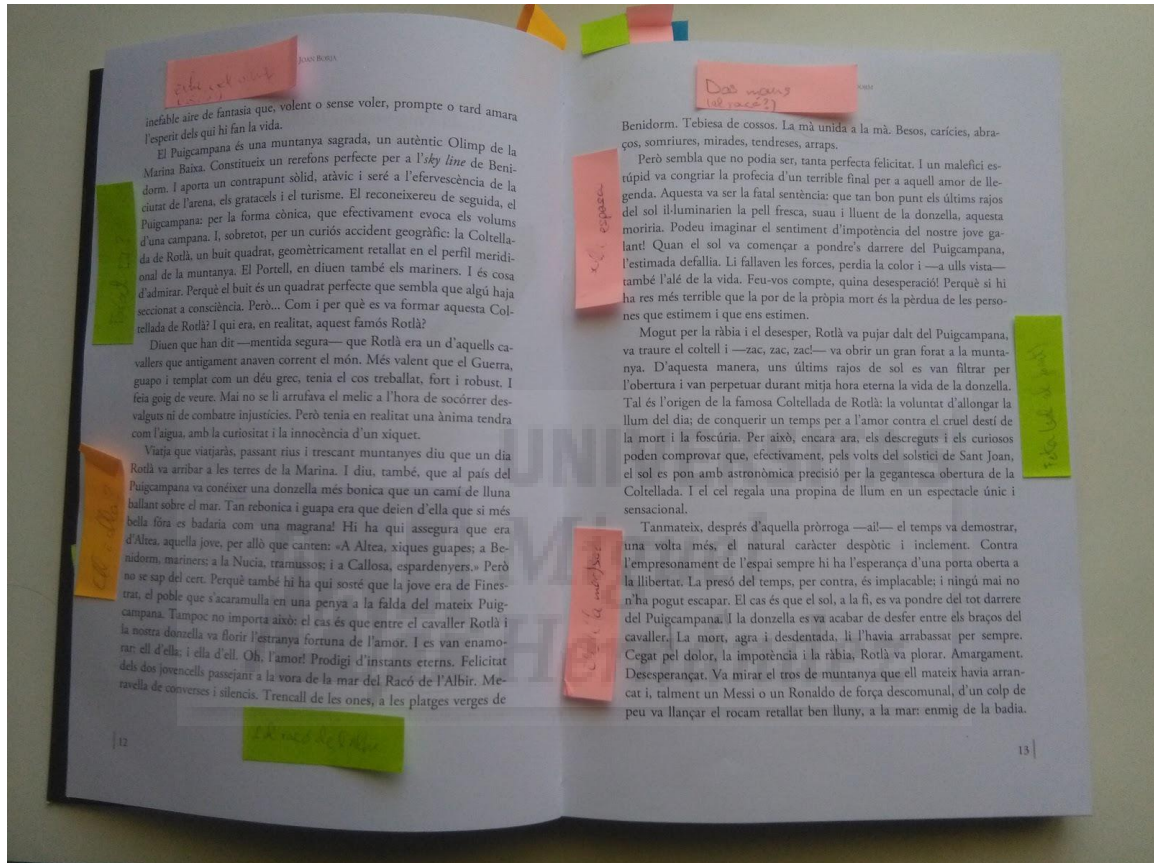 JOAN BORJA
inefable aire de fantasia que, volent o sense voler, prompte o tard amara
l'esperit dels qui hi fan la vida.
El Puigcampana és una muntanya sagrada, un autèntic Olimp de la
Marina Baixa. Constitueix un rerefons perfecte per a l'sky line de Beni-
dorm. I aporta un contrapunt sòlid, atàvic i seré a l'efervescència de la
ciutat de l'arena, els gratacels i el turisme. El reconeixereu de seguida, el
Puigcampana: per la forma cònica, que efectivament evoca els volums
d'una campana. I, sobretot, per un curiós accident geogràfic: la Coltella-
da de Rotlà, un buit quadrat, geomètricament retallat en el perfil meridi-
onal de la muntanya. El Portell, en diuen també els mariners. I és cosa
d'admirar. Perquè el buit és un quadrat perfecte que sembla que algú haja
seccionat a consciència. Però... Com i per què es va formar aquesta Col-
tellada de Rotlà? I qui era, en realitat, aquest famós Rotlà?
Diuen que han dit —mentida segura— que Rotlà era un d'aquells ca-
vallers que antigament anaven corrent el món. Més valent que el Guerra,
guapo i templat com un déu grec, tenia el cos treballat, fort i robust. I
feia goig de veure. Mai no se li arrufava el melic a l'hora de socórrer des-
valguts ni de combatre injustícies. Però tenia en realitat una ànima tendra
com l'aigua, amb la curiositat i la innocència d'un xiquet.
Viatja que viatjaràs, passant rius i trescant muntanyes diu que un dia
Rotlà va arribar a les terres de la Marina. I diu, també, que al país del
Puigcampana va conéixer una donzella més bonica que un camí de lluna
ballant sobre el mar. Tan rebonica i guapa era que deien d'ella que si més
bella fóra es badaria com una magrana! Hi ha qui assegura que era
d'Altea, aquella jove, per allò que canten: «A Altea, xiques guapes; a Be-
nidorm, mariners; a la Nucia, tramussos; i a Callosa, espardenyers.» Però
no se sap del cert. Perquè també hi ha qui sosté que la jove era de Fines-
trat, el poble que s'acaramulla en una penya a la falda del mateix Puig-
campana. Tampoc no importa això: el cas és que entre el cavaller Rotlà i
la nostra donzella va florir l'estranya fortuna de l'amor. I es van enamo-
rar: ell d'ella; i ella d'ell. Oh, l'amor! Prodigi d'instants eterns. Felicitat
dels dos jovencells passejant a la vora de la mar del Racó de l'Albir. Me-
ravella de converses i silencis. Trencall de les ones, a les platges verges de
12
Dos mans
(al racó?)
Benidorm. Tebiesa de cossos. La mà unida a la mà. Besos, carícies, abra-
ços, somriures, mirades, tendreses, arraps.
Però sembla que no podia ser, tanta perfecta felicitat. I un malefici es-
túpid va congriar la profecia d'un terrible final per a aquell amor de lle-
genda. Aquesta va ser la fatal sentència: que tan bon punt els últims rajos
del sol il·luminarien la pell fresca, suau i lluent de la donzella, aquesta
moriria. Podeu imaginar el sentiment d'impotència del nostre jove ga-
lant! Quan el sol va començar a pondre's darrere del Puigcampana,
l'estimada defallia. Li fallaven les forces, perdia la color i —a ulls vista—
també l'alé de la vida. Feu-vos compte, quina desesperació! Perquè si hi
ha res més terrible que la por de la pròpia mort és la pèrdua de les perso-
nes que estimem i que ens estimen.
Mogut per la ràbia i el desesper, Rotlà va pujar dalt del Puigcampana,
va traure el coltell i —zac, zac, zac!— va obrir un gran forat a la munta-
nya. D'aquesta manera, uns últims rajos de sol es van filtrar per
l'obertura i van perpetuar durant mitja hora eterna la vida de la donzella.
Tal és l'origen de la famosa Coltellada de Rotlà: la voluntat d'allongar la
llum del dia; de conquerir un temps per a l'amor contra el cruel destí de
la mort i la foscúria. Per això, encara ara, els descreguts i els curiosos
poden comprovar que, efectivament, pels volts del solstici de Sant Joan,
el sol es pon amb astronòmica precisió per la gegantesca obertura de la
Coltellada. I el cel regala una propina de llum en un espectacle únic i
sensacional.
Tanmateix, després d'aquella pròrroga —ai!— el temps va demostrar,
una volta més, el natural caràcter despòtic i inclement. Contra
l'empresonament de l'espai sempre hi ha l'esperança d'una porta oberta a
la llibertat. La presó del temps, per contra, és implacable; i ningú mai no
n'ha pogut escapar. El cas és que el sol, a la fi, es va pondre del tot darrere
del Puigcampana. I la donzella es va acabar de desfer entre els braços del
cavaller. La mort, agra i desdentada, li l'havia arrabassat per sempre.
Cegat pel dolor, la impotència i la ràbia, Rotlà va plorar. Amargament.
Desesperançat. Va mirar el tros de muntanya que ell mateix havia arran-
cat i, talment un Messi o un Ronaldo de força descomunal, d'un colp de
peu va llançar el rocam retallat ben lluny, a la mar: enmig de la badia.
13
UNIVERSITAS
Miguel
Hernández